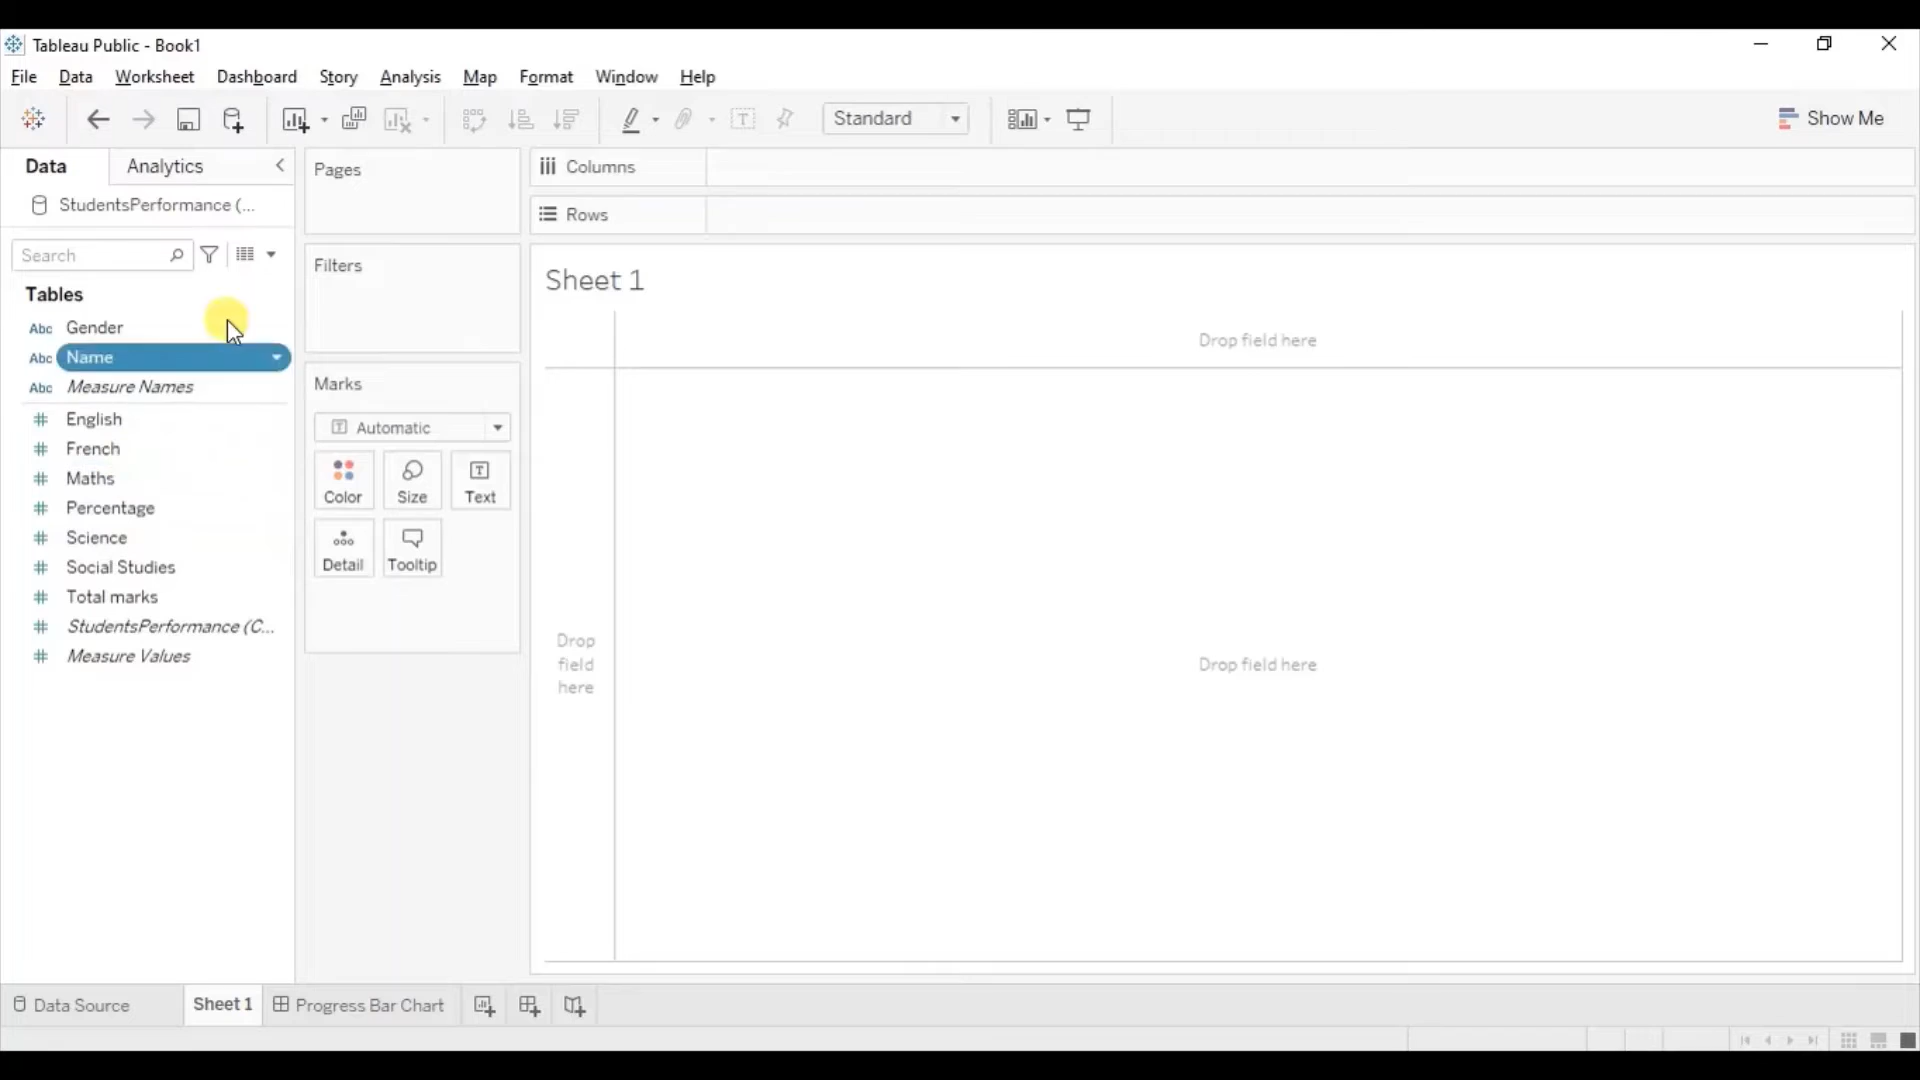 Tableau Public - Book1
File Data Worksheet Dashboard Story Analysis Map Format Window Help
Standard
Show Me
Data Analytics
StudentsPerformance (...
Search
Tables
Abc Gender
Abc Name
Abc Measure Names
# English
# French
# Maths
# Percentage
# Science
# Social Studies
# Total marks
# StudentsPerformance (C...
# Measure Values
Pages
Filters
Marks
Automatic
Color Size Text
Detail Tooltip
Columns
Rows
Sheet 1
Drop field here
Drop
field
here
Drop field here
Data Source Sheet 1 Progress Bar Chart